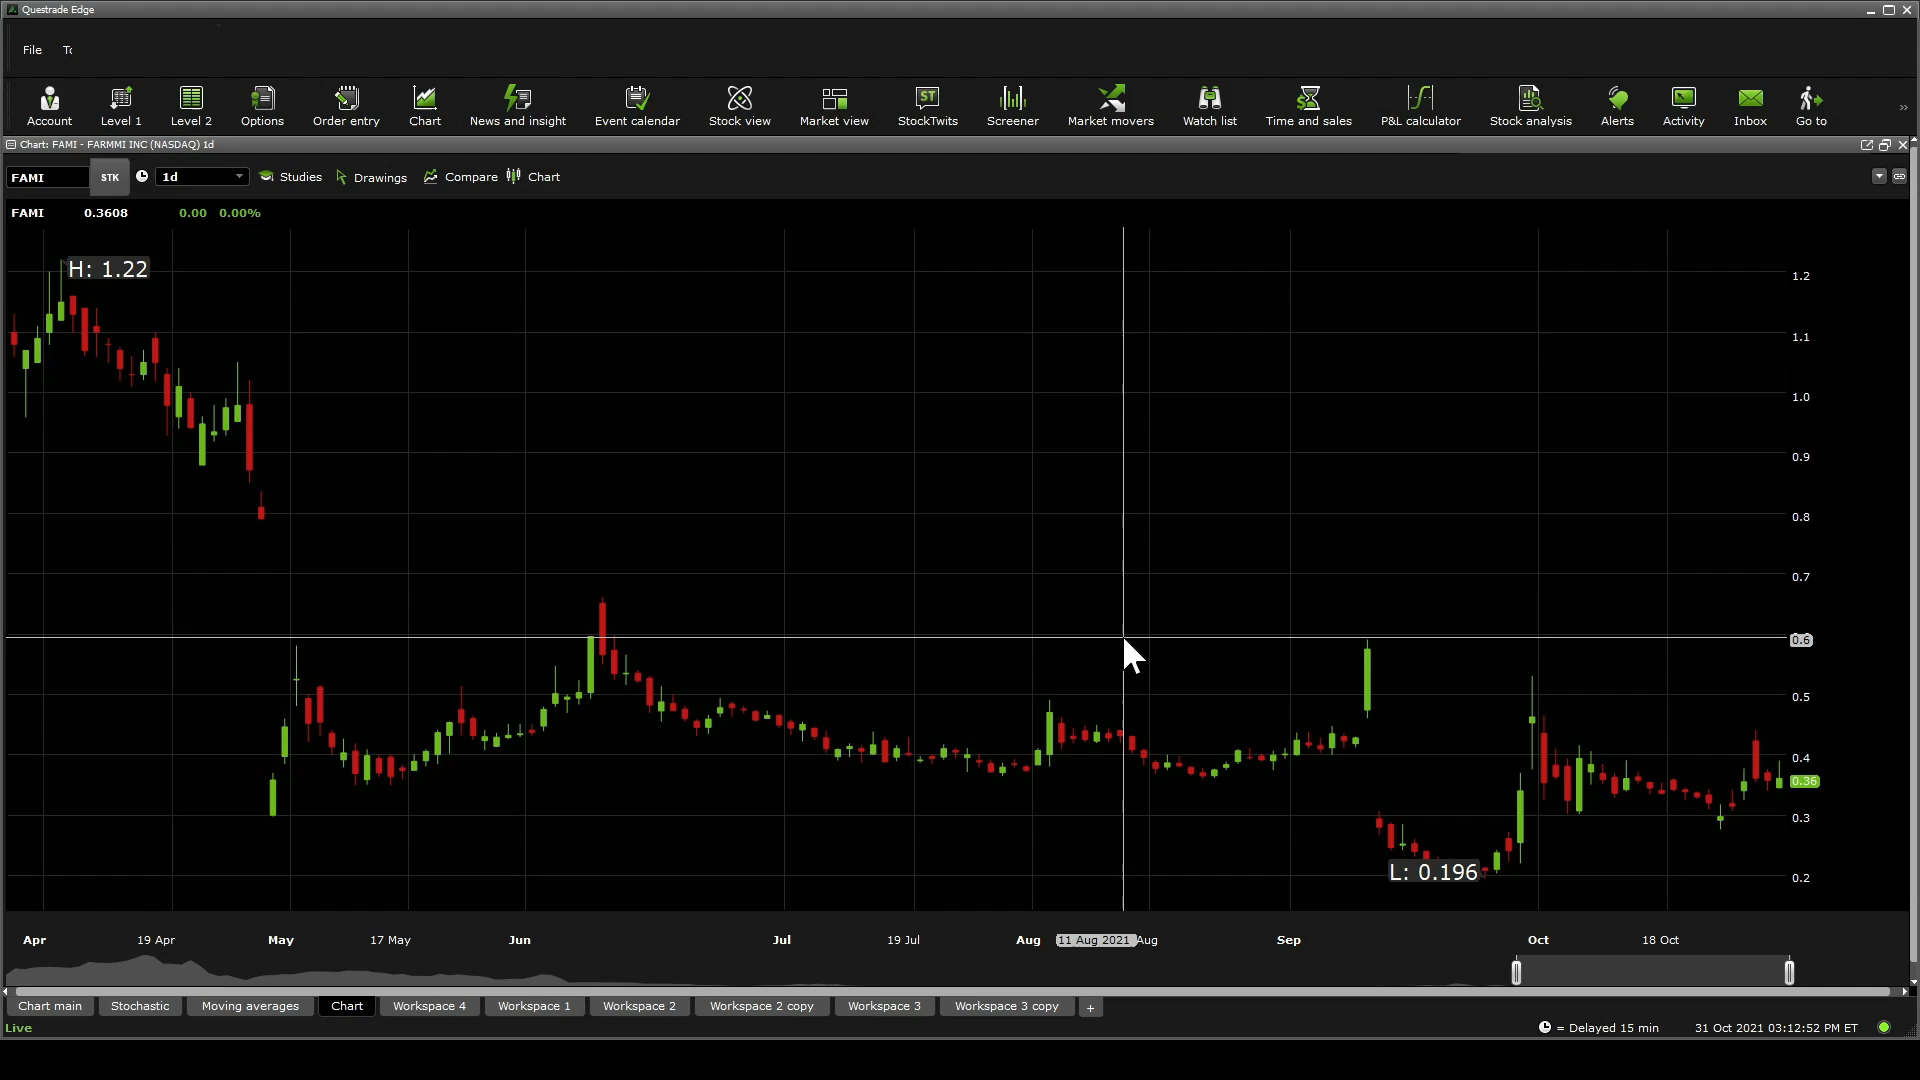 Questrade Edge
File
Account Level 1 Level 2 Options Order entry Chart News and insight Event calendar Stock view Market view StockTwits Screener Market movers Watch list Time and sales P&L calculator Stock analysis Alerts Activity Inbox Go to
Chart: FAMI - FARMMI INC (NASDAQ) 1d
FAMI STK 1d Studies Drawings Compare Chart
FAMI 0.3608 0.00 0.00%
H: 1.22
1.2
1.1
1.0
0.9
0.8
0.7
0.6
0.5
0.4
0.36
0.3
L: 0.196
0.2
Apr 19 Apr May 17 May Jun Jul 19 Jul Aug 11 Aug 2021 Aug Sep Oct 18 Oct
Chart main Stochastic Moving averages Chart Workspace 4 Workspace 1 Workspace 2 Workspace 2 copy Workspace 3 Workspace 3 copy +
Live = Delayed 15 min 31 Oct 2021 03:12:52 PM ET